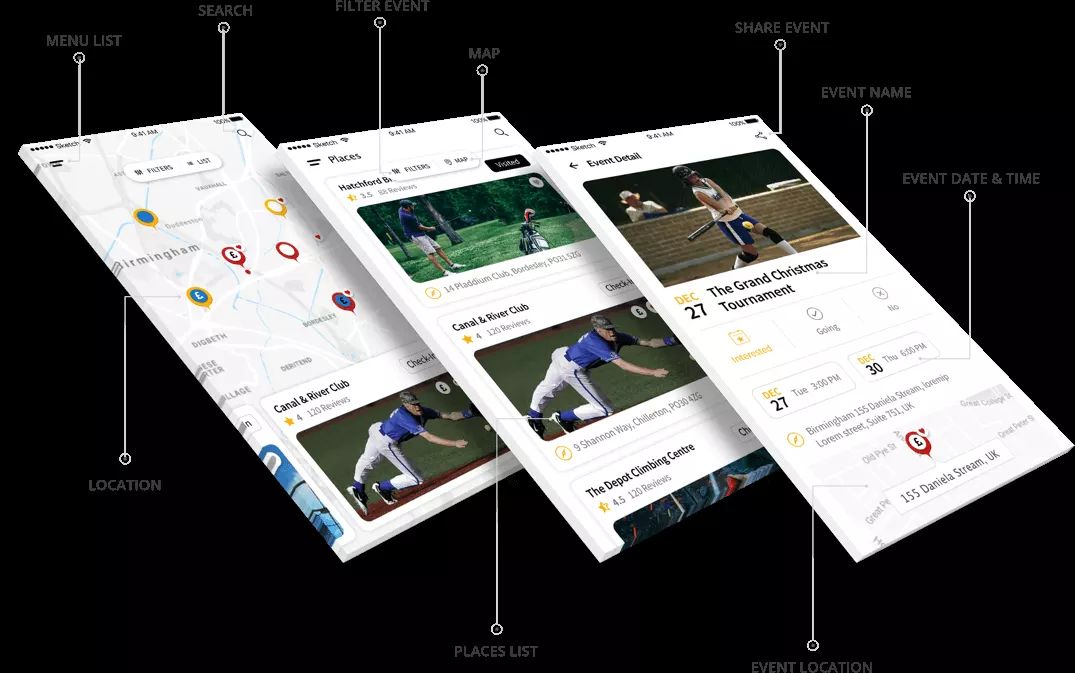 FILTER EVENT
SEARCH
SHARE EVENT
MENU LIST
MAP
EVENT NAME
EVENT DATE & TIME
LOCATION
PLACES LIST
EVENT LOCATION
Sketch
9:41 AM
100%
FILTERS
LIST
VAUXHALL
Duddeston
Birmingham
BORDESLEY
DIGBETH
DERITEND
Canal & River Club
4 120 Reviews
Check-In
Sketch
9:41 AM
100%
Places
FILTERS
MAP
Visited
Hatchford
3.5 88 Reviews
14 Pladdium Club, Bordesley, PO31 5ZG
Check-In
Canal & River Club
4 120 Reviews
9 Shannon Way, Chillerton, PO30 4ZG
The Depot Climbing Centre
4.5 120 Reviews
Sketch
9:41 AM
100%
Event Detail
DEC
27
The Grand Christmas
Tournament
Interested
Going
No
DEC
27
Tue 3:00 PM
DEC
30
Thu 6:00 PM
Birmingham 155 Daniela Stream, loremip
Lorem street, Suite 751, UK
Great College St
Old Pye St
Great Peter S
155 Daniela Stream, UK
Great Pe